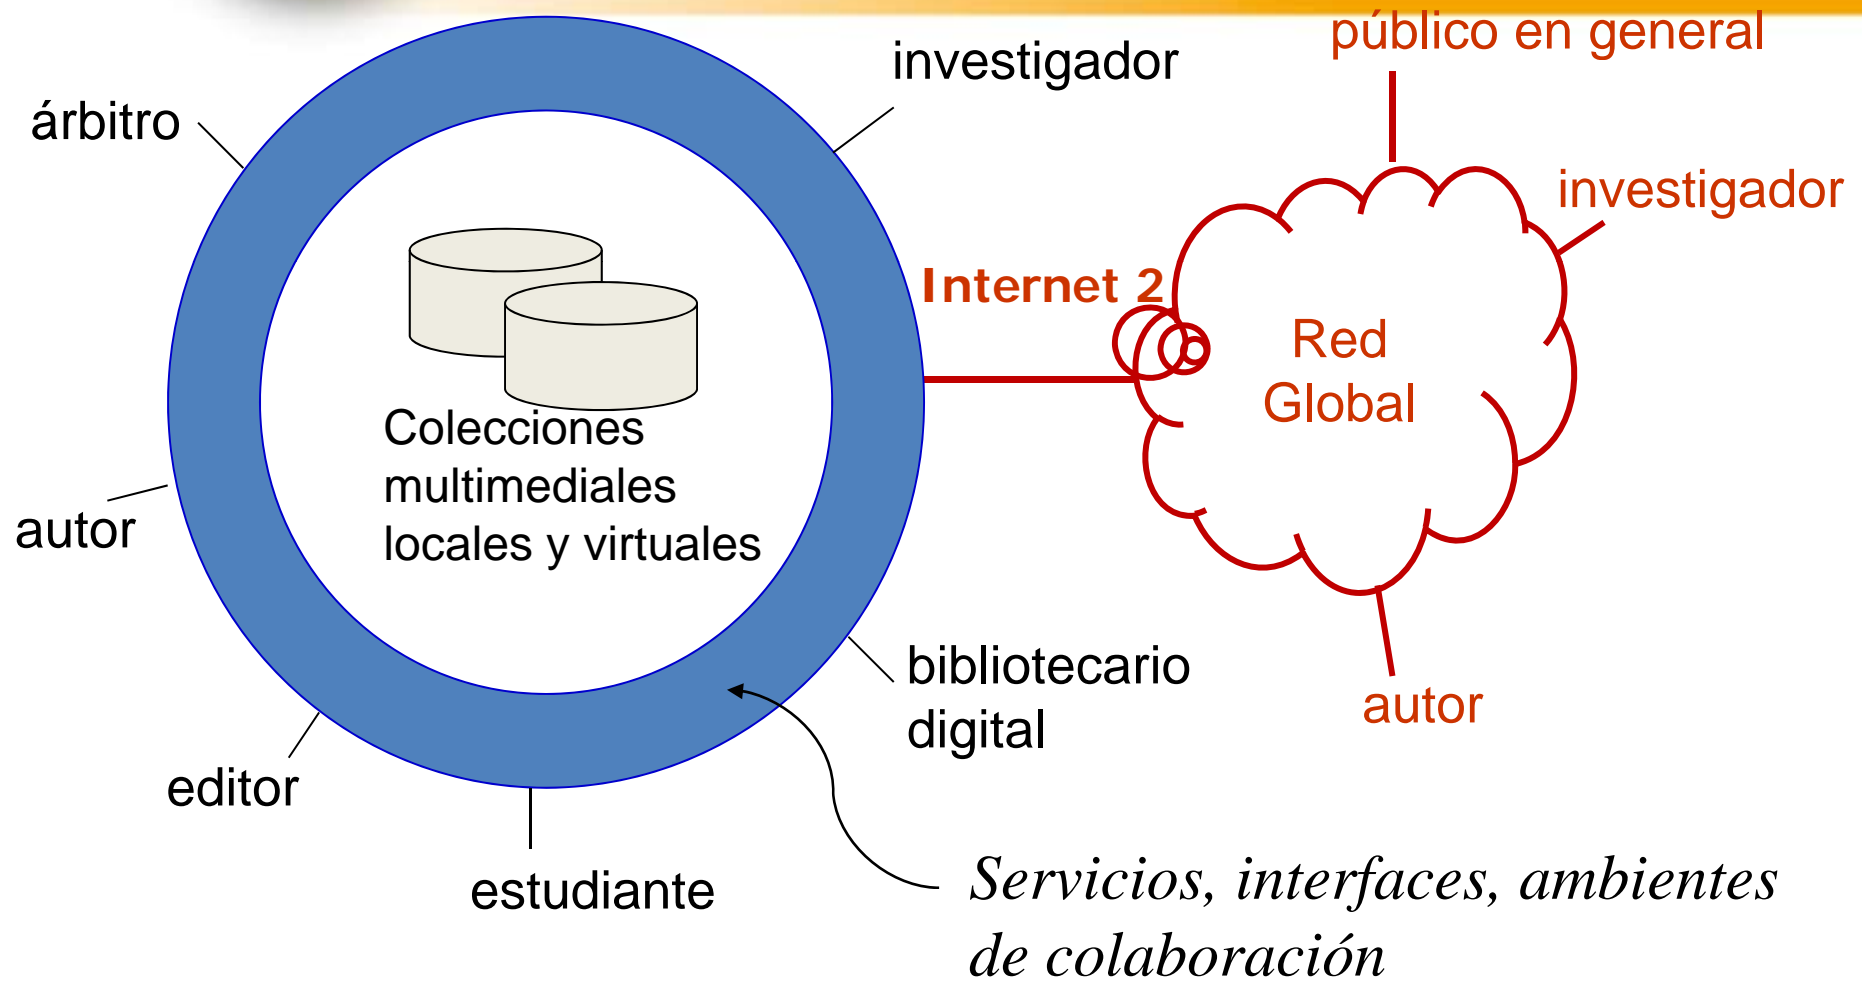 público en general
investigador
árbitro
investigador
Internet 2
Red
Global
Colecciones
multimediales
locales y virtuales
autor
bibliotecario
digital
autor
editor
estudiante
Servicios, interfaces, ambientes
de colaboración